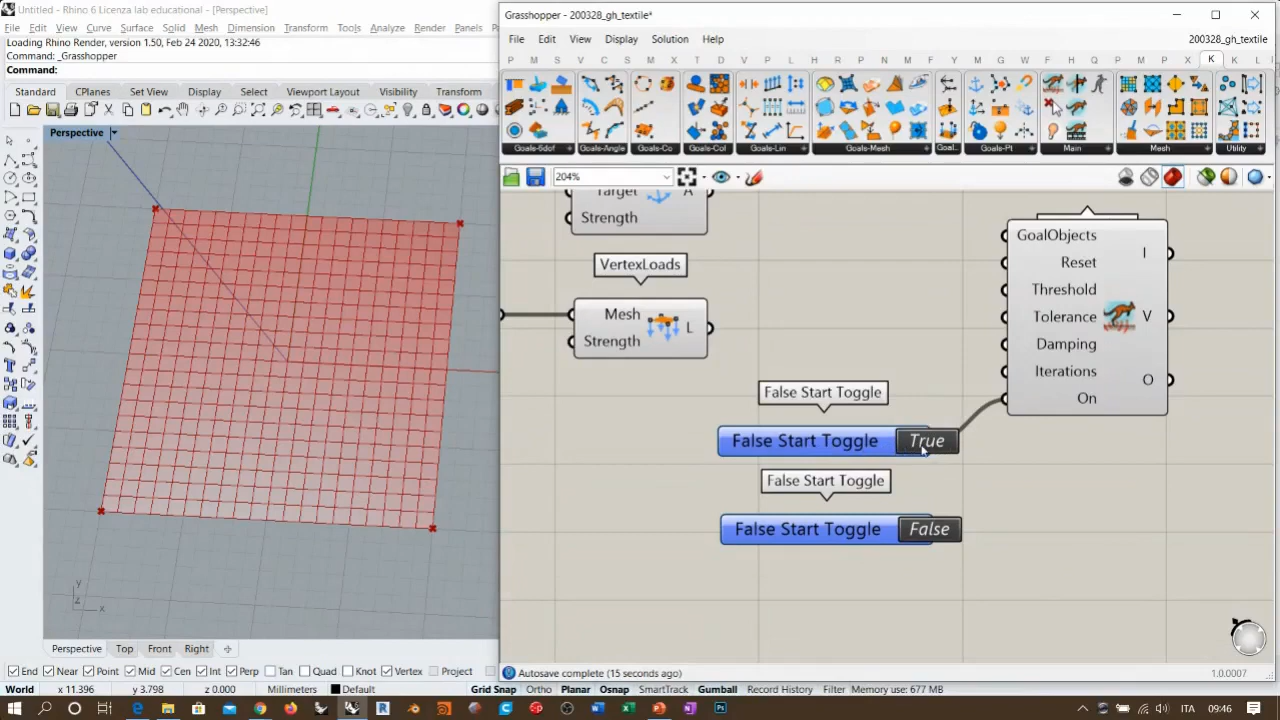 Untitled - Rhino 6 Licenza lab educational - [Perspective]
File Edit View Curve Surface Solid Mesh Dimension Transform Tools Analyze Render Panels
Loading Rhino Render, version 1.50, Feb 24 2020, 13:32:46
Command: _Grasshopper
Command:
Standard CPlanes Set View Display Select Viewport Layout Visibility Transform
Perspective
Grasshopper - 200328_gh_textile*
File Edit View Display Solution Help 200328_gh_textile
P M S V C S I M D T D V P L A P W F L E B A N M D Y K H A Q P M S D T U L
Goals-6dof Goals-Angle Goals-Co Goals-Col Goals-Lin Goals-Mesh Goal.. Goals-Pt Main Mesh Utility
204%
Target A
Strength
VertexLoads
Mesh L
Strength
GoalObjects
Reset
Threshold
Tolerance
Damping
Iterations
On
I
V
O
False Start Toggle
False Start Toggle True
False Start Toggle
False Start Toggle False
y
z x
Perspective Top Front Right
Autosave complete (15 seconds ago) 1.0.0007
End Near Point Mid Cen Int Perp Tan Quad Knot Vertex Project
World x 11.396 y 3.798 z 0.000 Millimeters Default Grid Snap Ortho Planar Osnap SmartTrack Gumball Record History Filter Memory use: 677 MB
ITA 09:46